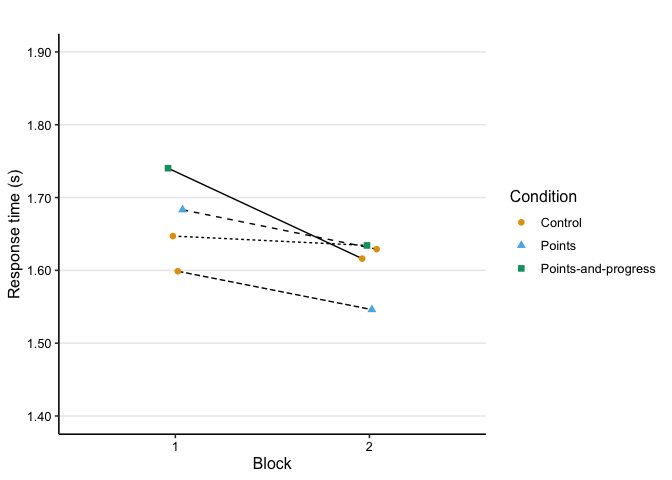 1.90
1.80
1.70
1.60
1.50
1.40
Response time (s)
1 2
Block
Condition
Control
Points
Points-and-progress